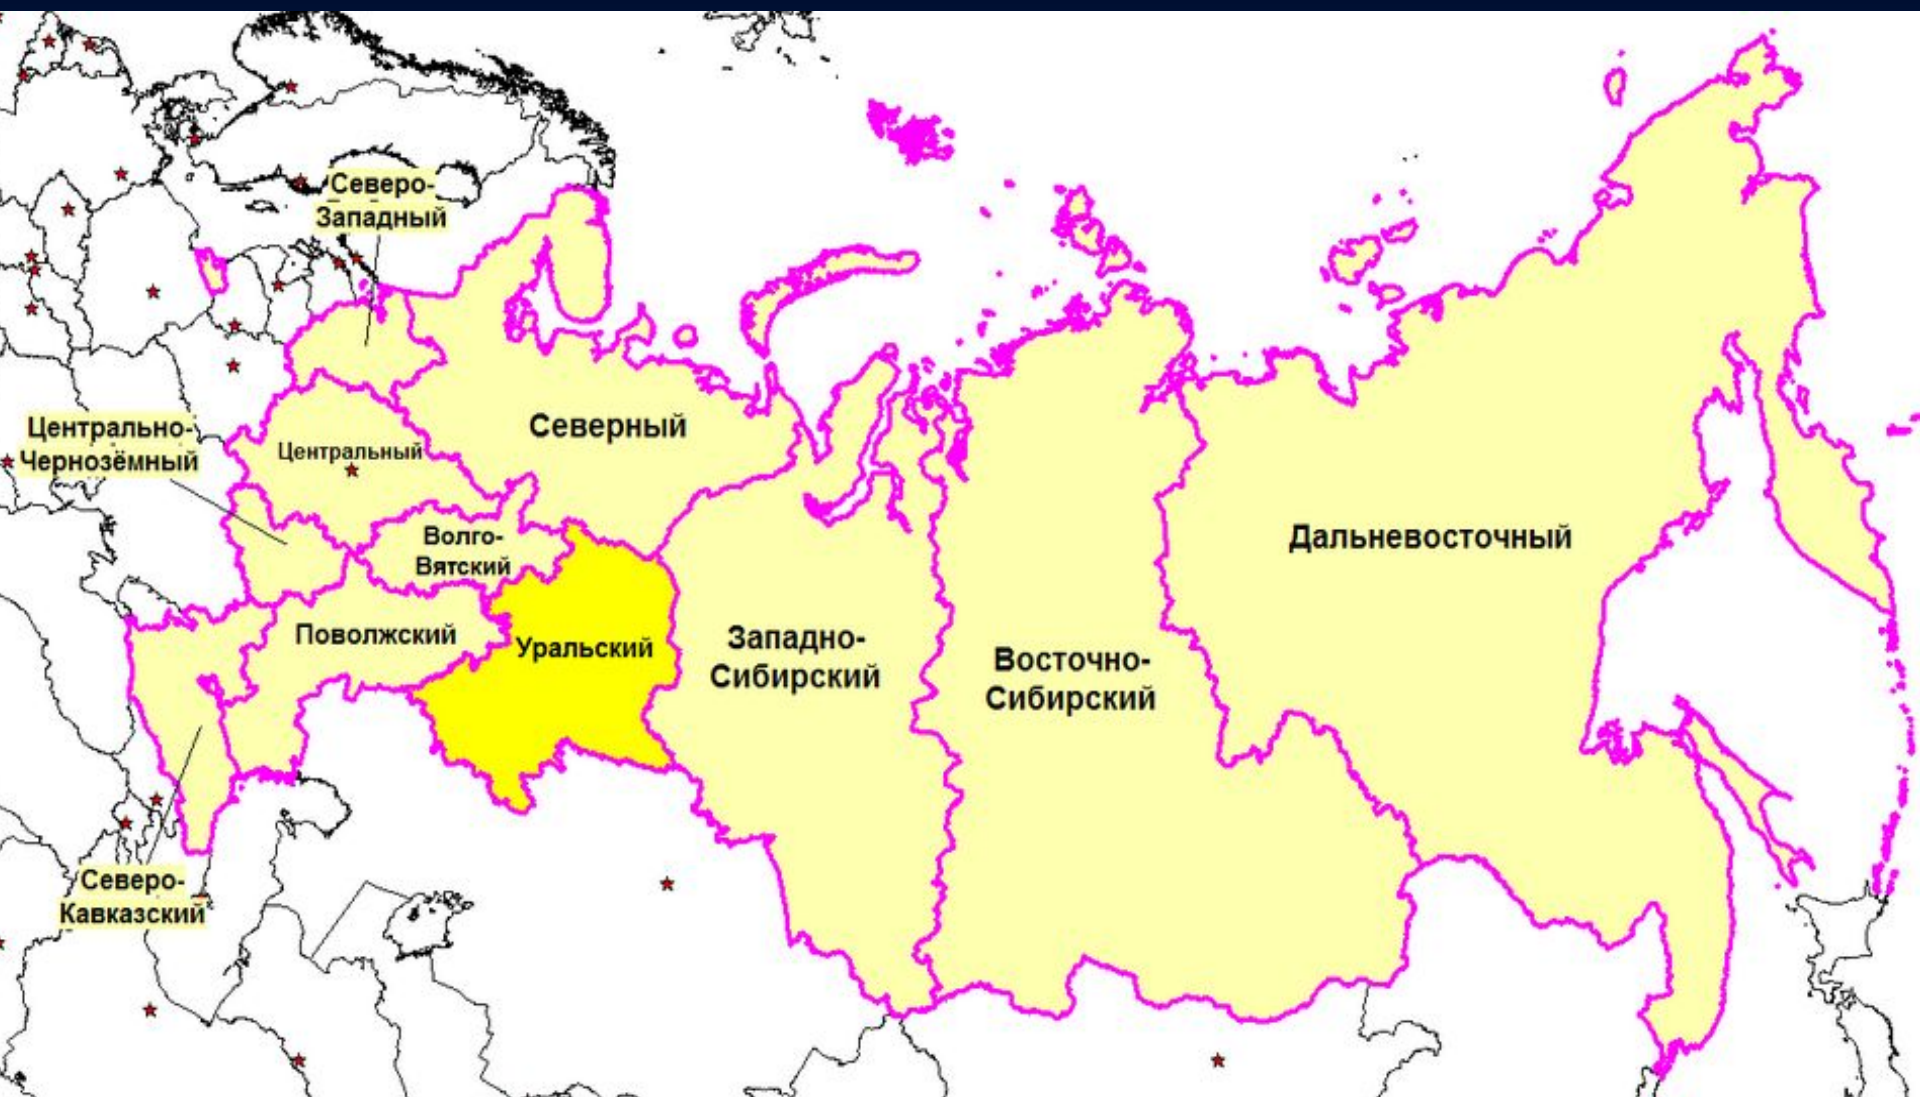 Северо-
Западный
Центрально-
Чернозёмный
Центральный
Северный
Волго-
Вятский
Поволжский
Уральский
Западно-
Сибирский
Восточно-
Сибирский
Дальневосточный
Северо-
Кавказский